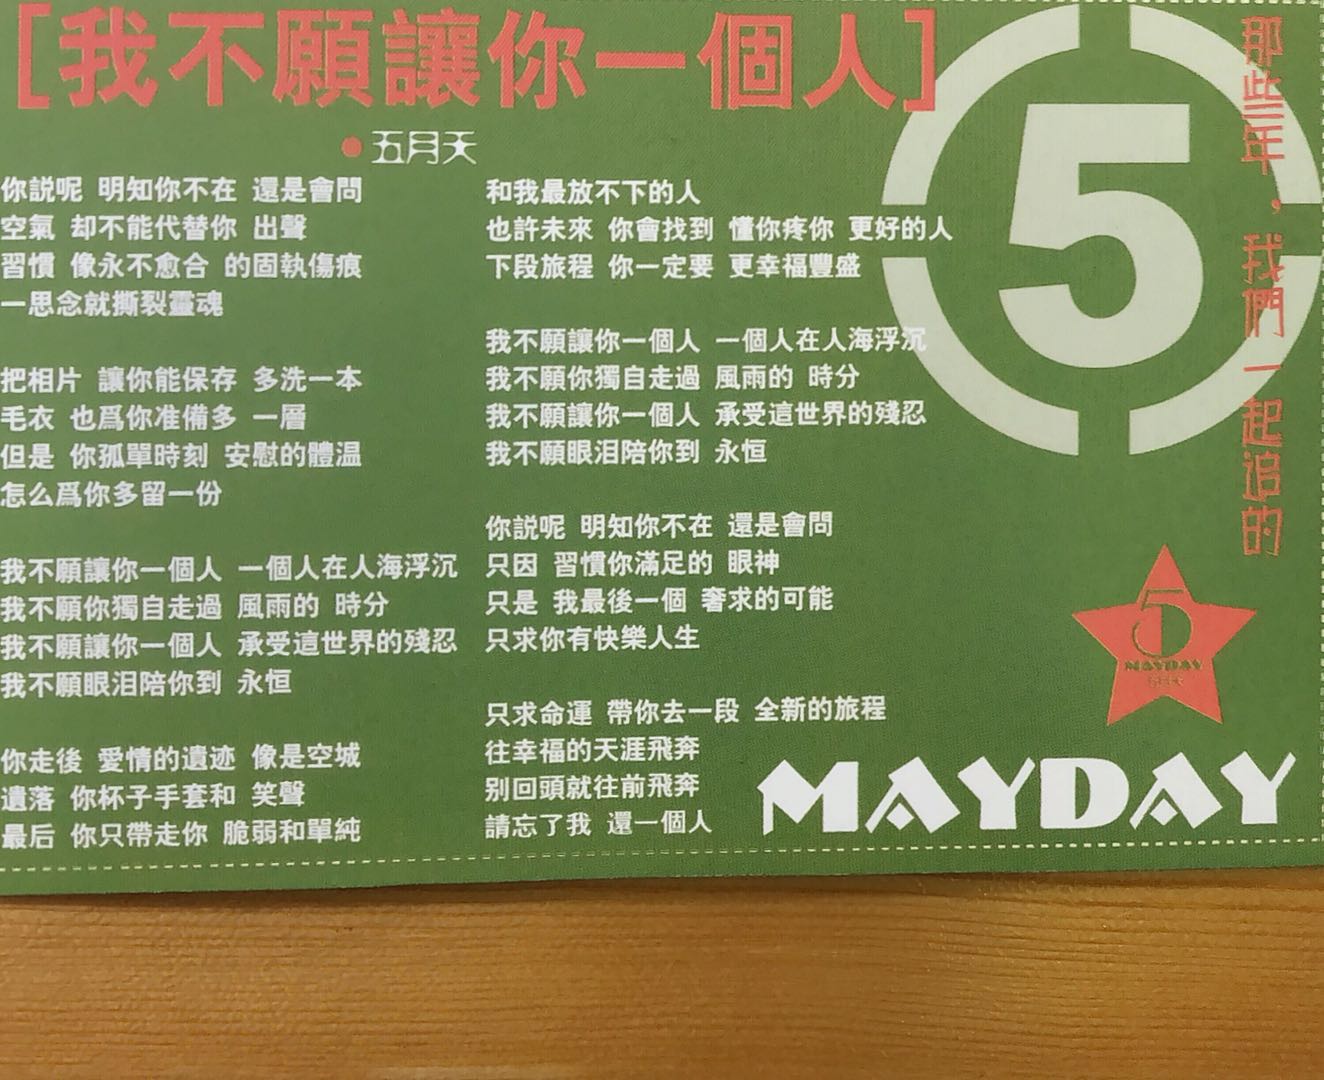 [我不願讓你一個人]
●五月天
你説呢 明知你不在 還是會問
空氣 却不能代替你 出聲
習慣 像永不愈合 的固執傷痕
一思念就撕裂靈魂
把相片 讓你能保存 多洗一本
毛衣 也爲你准備多 一層
但是 你孤單時刻 安慰的體温
怎么爲你多留一份
我不願讓你一個人 一個人在人海浮沉
我不願你獨自走過 風雨的 時分
我不願讓你一個人 承受這世界的殘忍
我不願眼泪陪你到 永恒
你走後 愛情的遺迹 像是空城
遺落 你杯子手套和 笑聲
最后 你只帶走你 脆弱和單純
和我最放不下的人
也許未來 你會找到 懂你疼你 更好的人
下段旅程 你一定要 更幸福豐盛
我不願讓你一個人 一個人在人海浮沉
我不願你獨自走過 風雨的 時分
我不願讓你一個人 承受這世界的殘忍
我不願眼泪陪你到 永恒
你説呢 明知你不在 還是會問
只因 習慣你滿足的 眼神
只是 我最後一個 奢求的可能
只求你有快樂人生
只求命運 帶你去一段 全新的旅程
往幸福的天涯飛奔
别回頭就往前飛奔
請忘了我 還一個人
5
那些年，我們一起追的
5
MAYDAY
MAYDAY